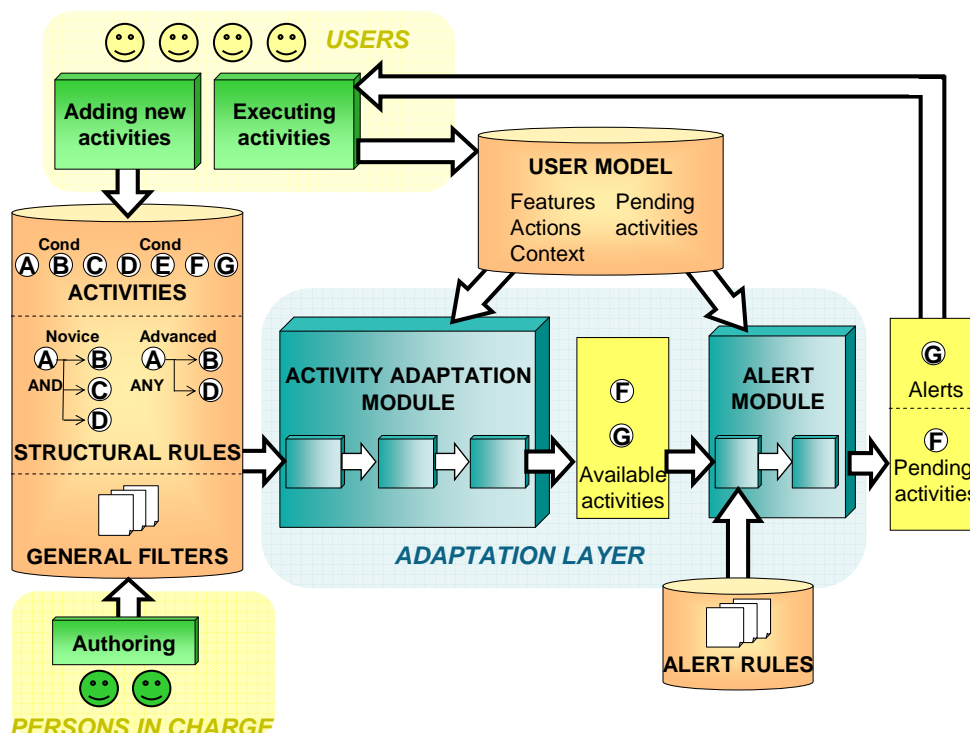 USERS
Adding new
activities
Executing
activities
USER MODEL
Features Pending
Actions activities
Context
Cond Cond
A B C D E F G
ACTIVITIES
Novice Advanced
A B A B
AND C ANY D
D
STRUCTURAL RULES
GENERAL FILTERS
ACTIVITY ADAPTATION
MODULE
F
G
Available
activities
ALERT
MODULE
G
Alerts
F
Pending
activities
ADAPTATION LAYER
ALERT RULES
Authoring
PERSONS IN CHARGE